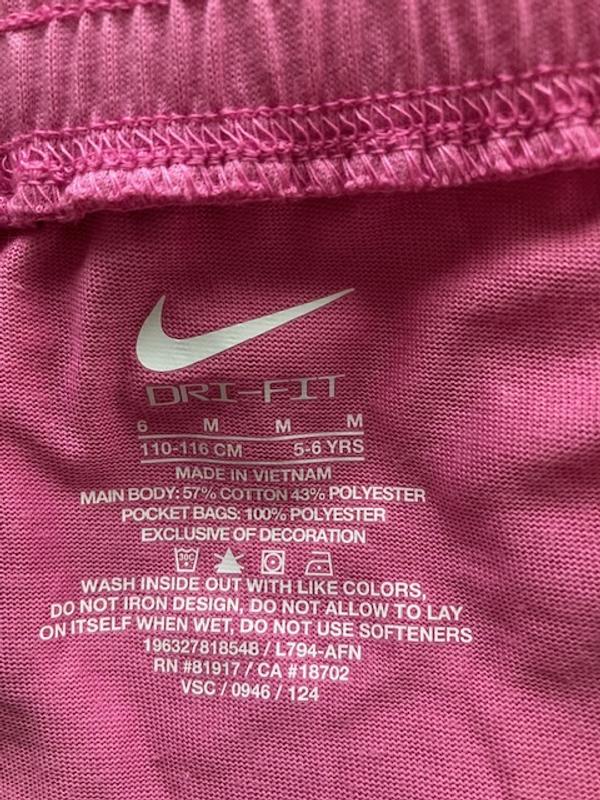 DRI-FIT
6 M M M
110-116 CM 5-6 YRS
MADE IN VIETNAM
MAIN BODY: 57% COTTON 43% POLYESTER
POCKET BAGS: 100% POLYESTER
EXCLUSIVE OF DECORATION
30C
WASH INSIDE OUT WITH LIKE COLORS,
DO NOT IRON DESIGN, DO NOT ALLOW TO LAY
ON ITSELF WHEN WET, DO NOT USE SOFTENERS
196327818548 / L794-AFN
RN #81917 / CA #18702
VSC / 0946 / 124